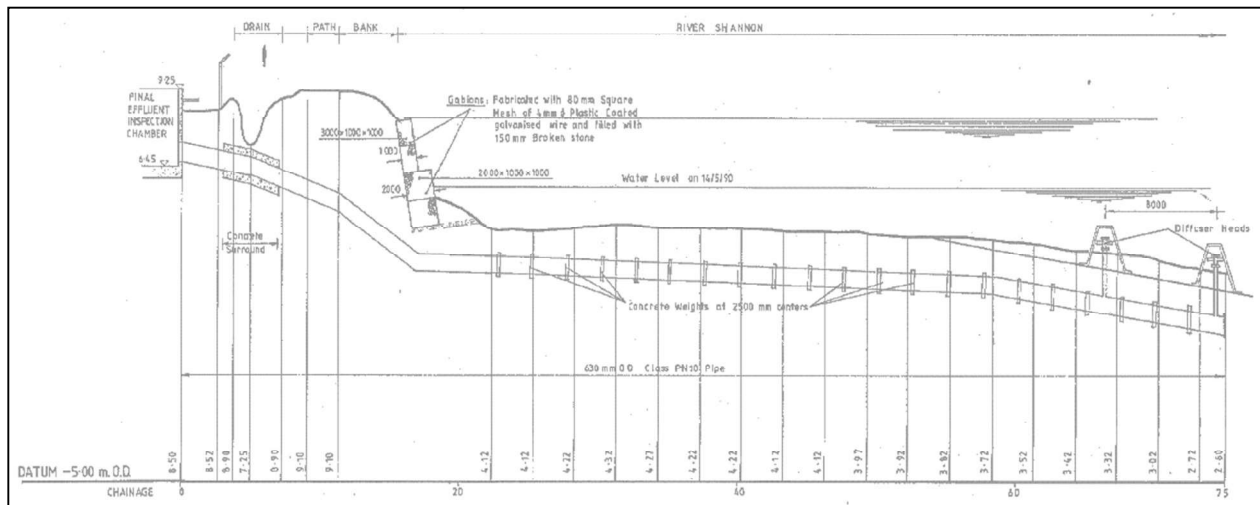 DRAIN PATH BANK RIVER SHANNON
9·25
FINAL
EFFLUENT
INSPECTION
CHAMBER
6·45
Gabions; Fabricated with 80mm Square
Mesh of 4mm ϕ Plastic Coated
galvanised wire and filled with
150mm Broken stone
3000×1000×1000
1000
2000×1000×1000
2000
Water Level on 14/5/90
8000
Diffuser Heads
Concrete
Surround
Concrete Weights at 2500 mm centers
630 mm O.D. Class PN10 Pipe
8·50 8·52 8·90 7·25 8·90 9·10 9·10 4·12 4·12 4·22 4·32 4·27 4·22 4·22 4·12 4·12 3·97 3·92 3·82 3·72 3·52 3·42 3·32 3·02 2·72 2·60
DATUM -5·00 m. O.D.
CHAINAGE 0 20 40 60 75